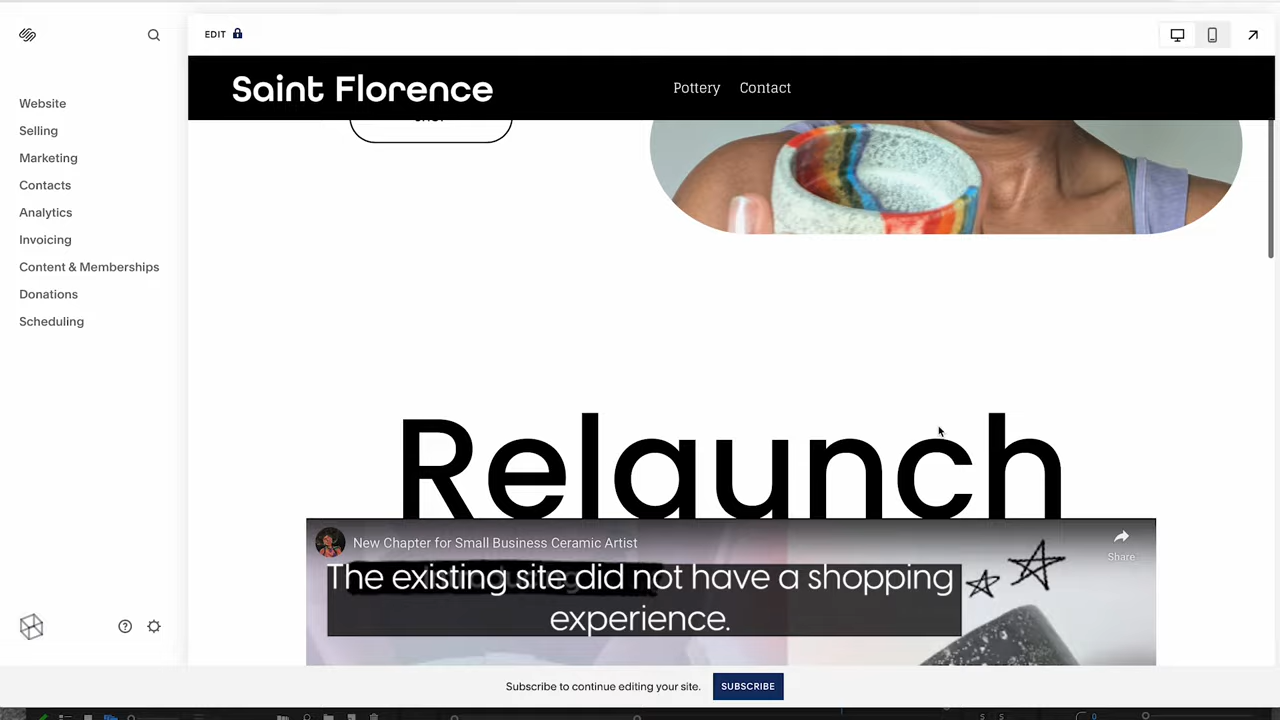 EDIT
Saint Florence
Pottery
Contact
Website
Selling
Marketing
Contacts
Analytics
Invoicing
Content & Memberships
Donations
Scheduling
Relaunch
New Chapter for Small Business Ceramic Artist
Share
The existing site did not have a shopping
experience.
Subscribe to continue editing your site.
SUBSCRIBE